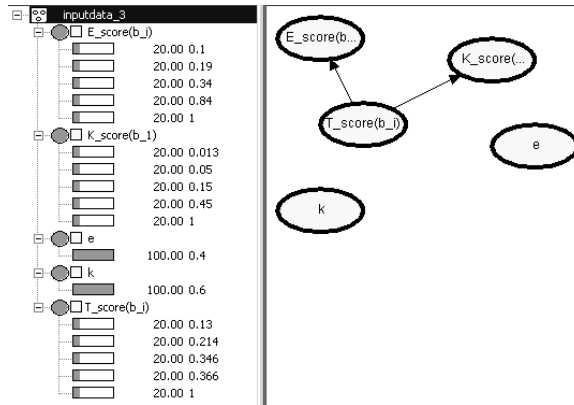 inputdata_3
E_score(b_i)
20.00 0.1
20.00 0.19
20.00 0.34
20.00 0.84
20.00 1
K_score(b_1)
20.00 0.013
20.00 0.05
20.00 0.15
20.00 0.45
20.00 1
e
100.00 0.4
k
100.00 0.6
T_score(b_i)
20.00 0.13
20.00 0.214
20.00 0.346
20.00 0.366
20.00 1
E_score(b...
K_score(...
T_score(b_i)
e
k